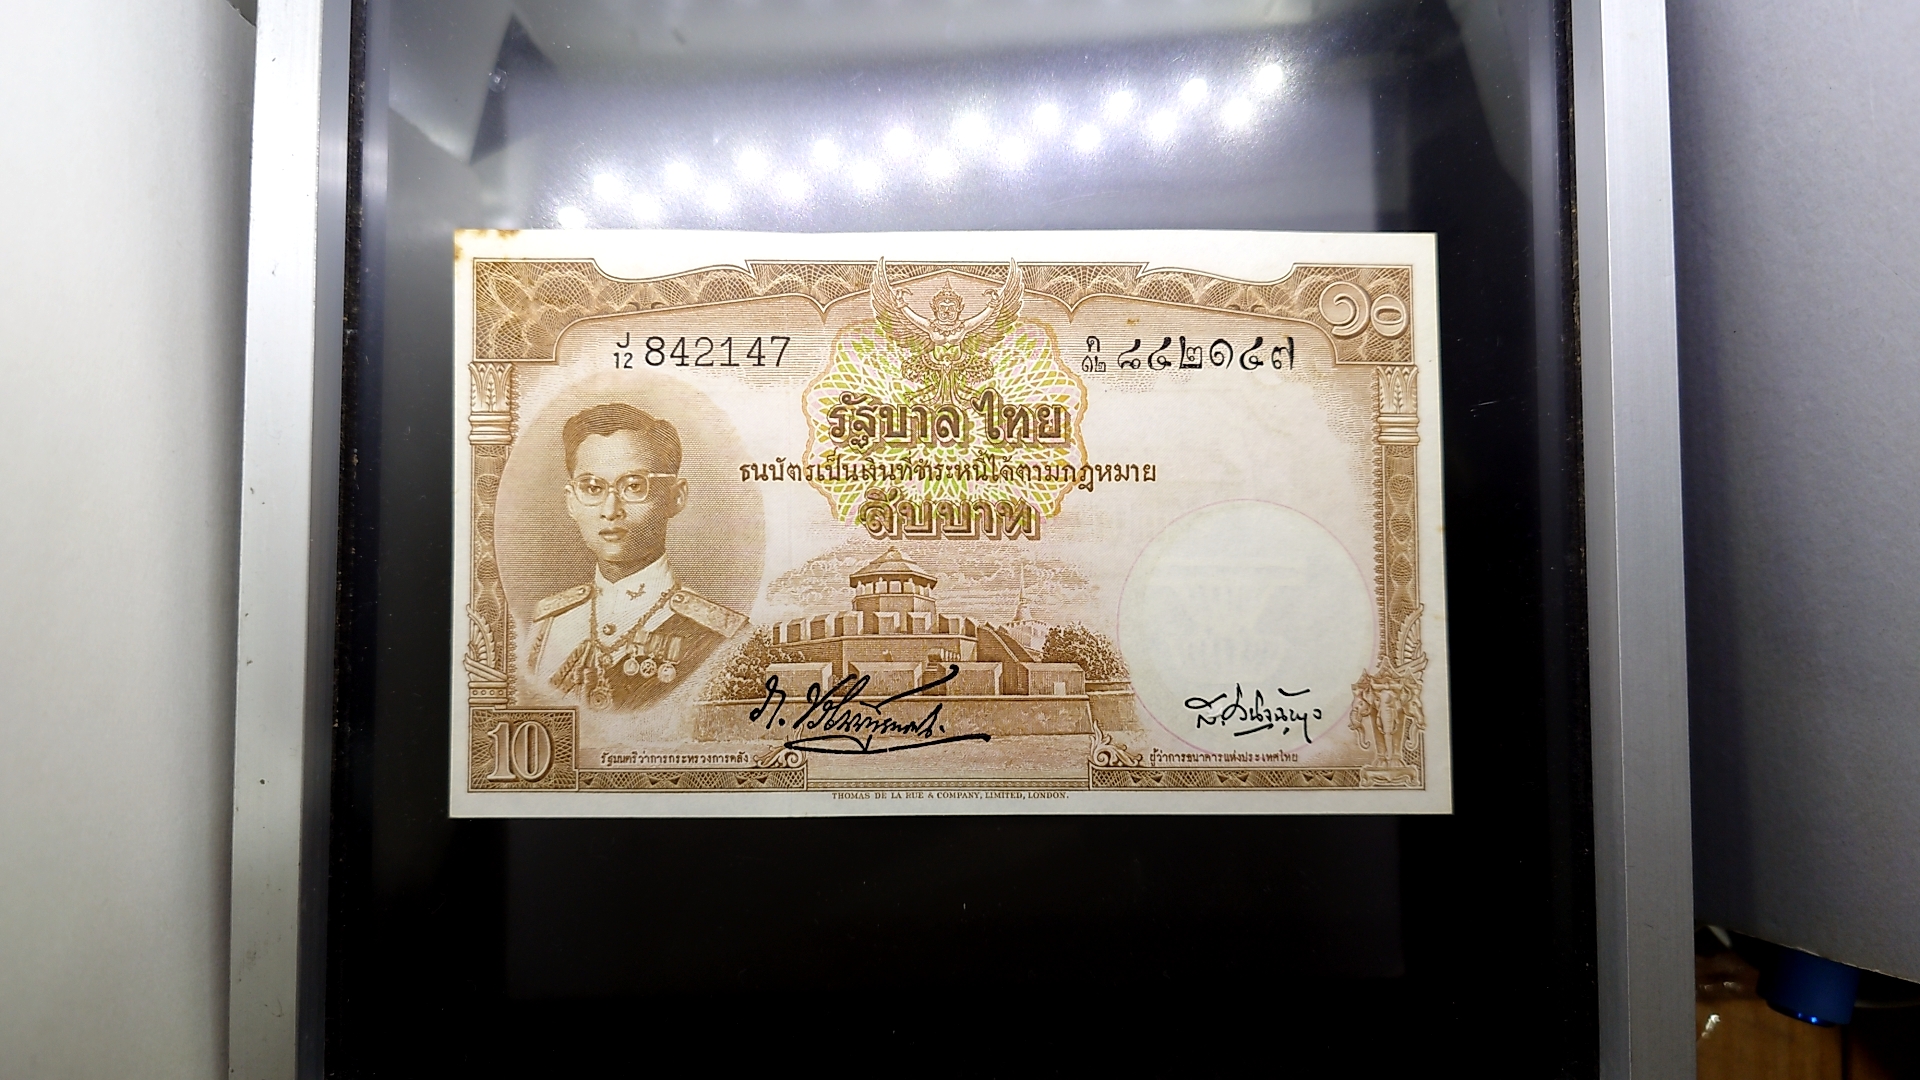 ๑๐
J/12 842147
ค/๑๒ ๘๔๒๑๔๗
รัฐบาลไทย
ธนบัตร์เป็นเงินที่ชำระหนี้ได้ตามกฎหมาย
สิบบาท
10
รัฐมนตรีว่าการกระทรวงการคลัง
ผู้ว่าการธนาคารแห่งประเทศไทย
THOMAS DE LA RUE & COMPANY, LIMITED, LONDON.